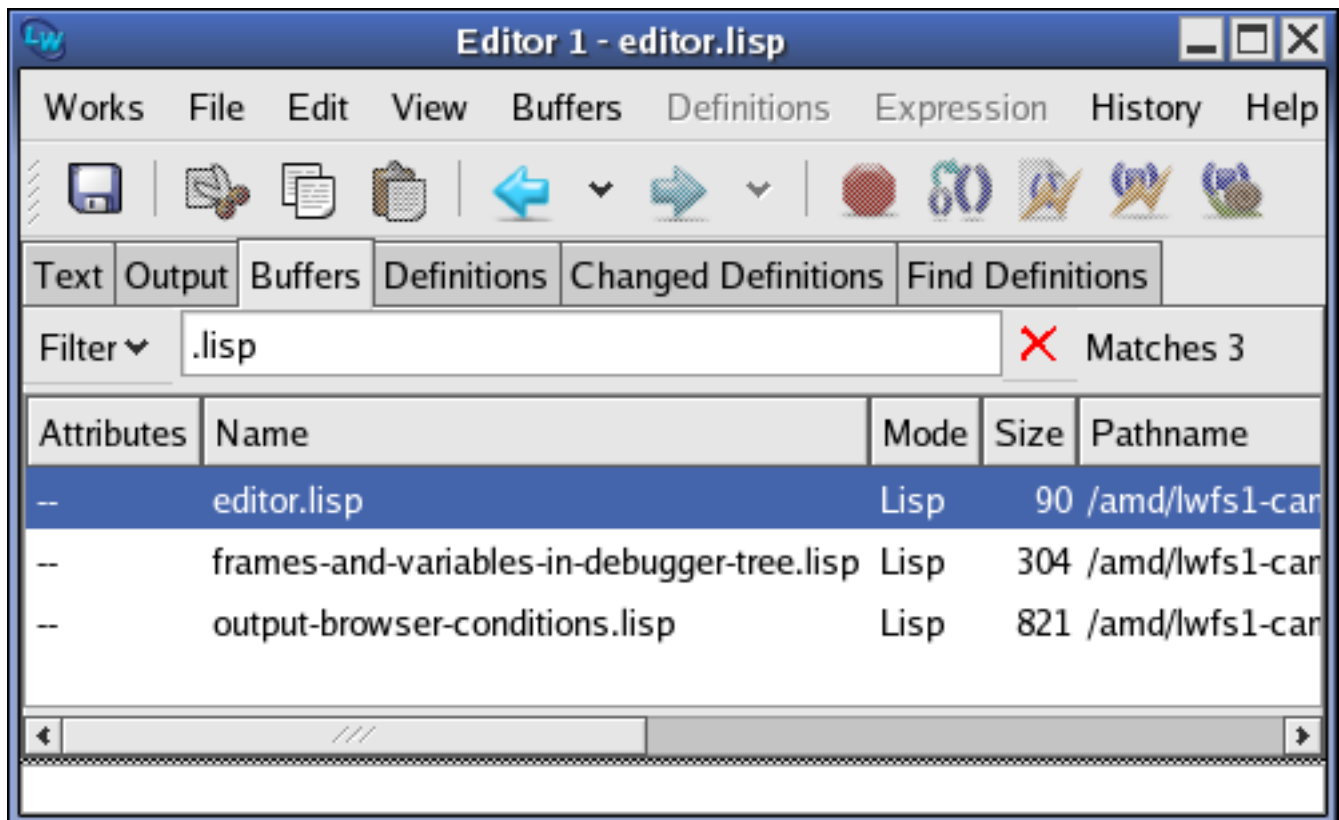 LW
Editor 1 - editor.lisp
Works File Edit View Buffers Definitions Expression History Help
Text Output Buffers Definitions Changed Definitions Find Definitions
Filter .lisp Matches 3
Attributes Name Mode Size Pathname
-- editor.lisp Lisp 90 /amd/lwfs1-car
-- frames-and-variables-in-debugger-tree.lisp Lisp 304 /amd/lwfs1-car
-- output-browser-conditions.lisp Lisp 821 /amd/lwfs1-car